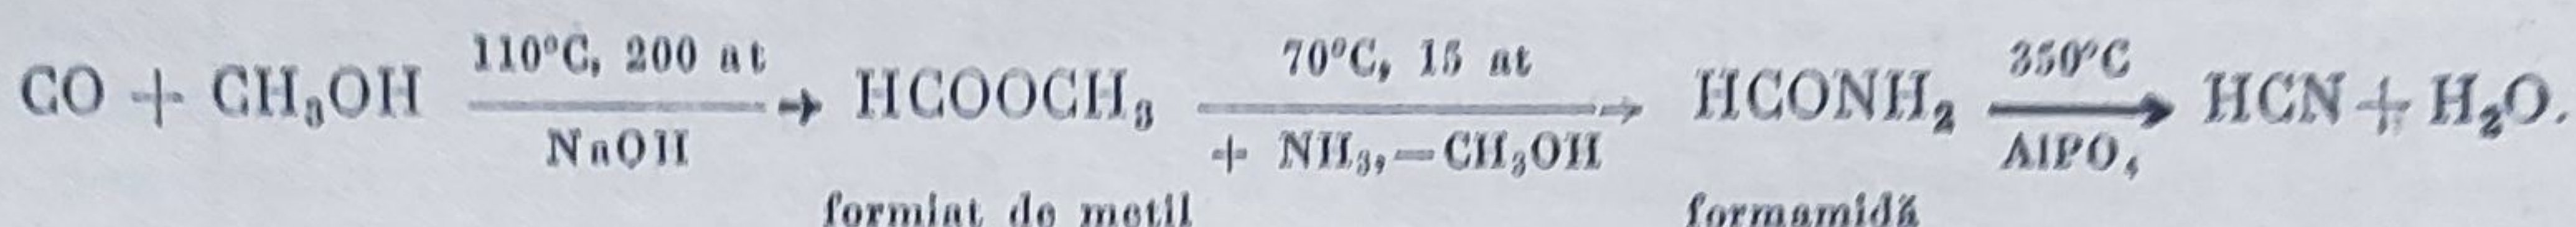 110°C, 200 at 70°C, 15 at 350°C
CO + CH₃OH → HCOOCH₃ → HCONH₂ → HCN + H₂O.
NaOH + NH₃, –CH₃OH AlPO₄
formiat de metil formamidă